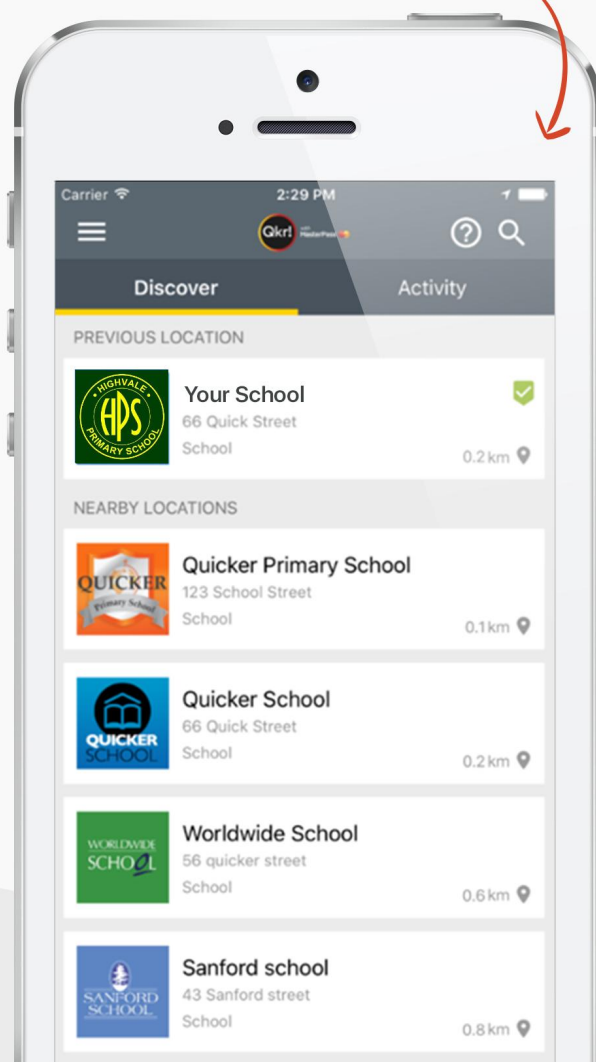 Carrier
2:29 PM
Qkr! with MasterPass
Discover
Activity
PREVIOUS LOCATION
HIGHVALE
HPS
PRIMARY SCHOOL
Your School
66 Quick Street
School
0.2 km
NEARBY LOCATIONS
QUICKER
Primary School
Quicker Primary School
123 School Street
School
0.1 km
QUICKER
SCHOOL
Quicker School
66 Quick Street
School
0.2 km
WORLDWIDE
SCHOOL
Worldwide School
56 quicker street
School
0.6 km
SANFORD
SCHOOL
Sanford school
43 Sanford street
School
0.8 km